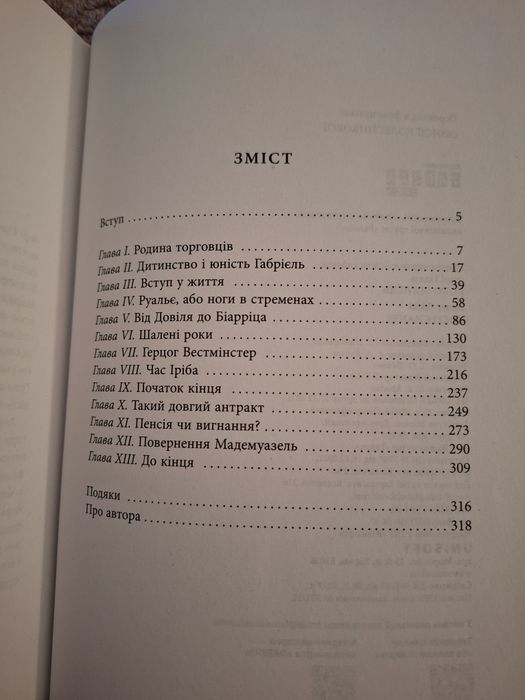 ЗМІСТ
Вступ 5
Глава I. Родина торговців 7
Глава II. Дитинство і юність Габрієль 17
Глава III. Вступ у життя 39
Глава IV. Руальє, або ноги в стременах 58
Глава V. Від Довіля до Біарріца 86
Глава VI. Шалені роки 130
Глава VII. Герцог Вестмінстер 173
Глава VIII. Час Іріба 216
Глава IX. Початок кінця 237
Глава X. Такий довгий антракт 249
Глава XI. Пенсія чи вигнання? 273
Глава XII. Повернення Мадемуазель 290
Глава XIII. До кінця 309
Подяки 316
Про автора 318